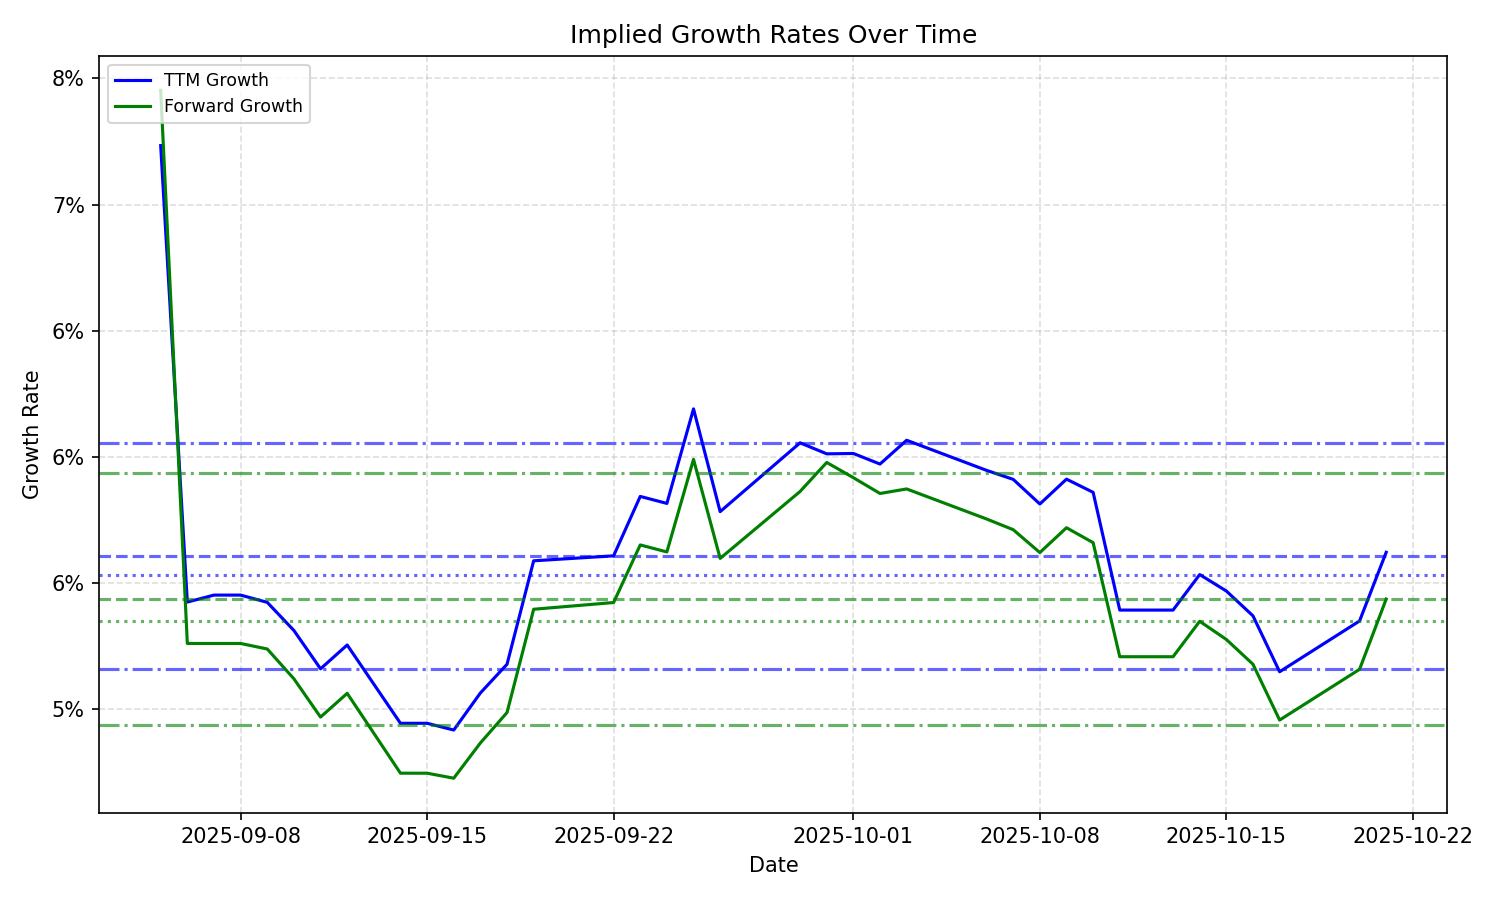 Implied Growth Rates Over Time
TTM Growth
Forward Growth
8%
7%
6%
6%
6%
5%
Growth Rate
2025-09-08
2025-09-15
2025-09-22
2025-10-01
2025-10-08
2025-10-15
2025-10-22
Date